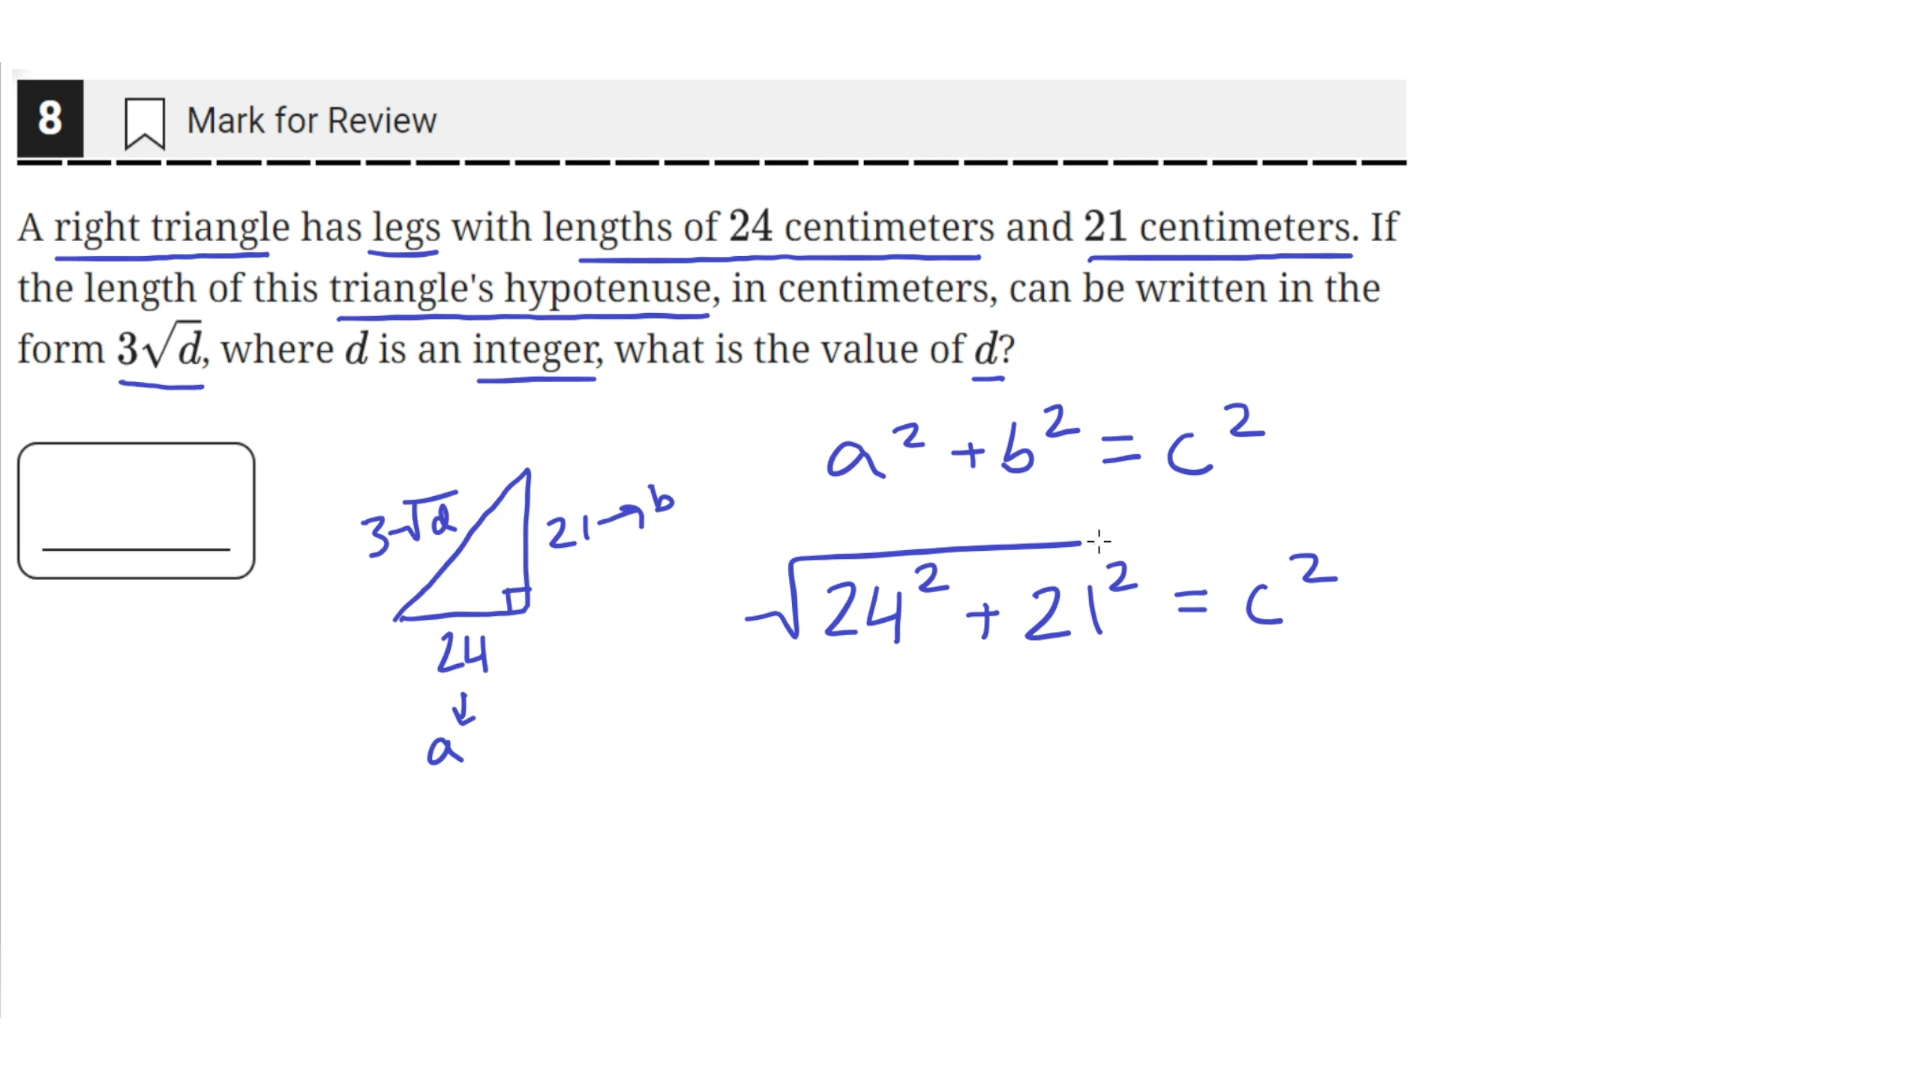 8 Mark for Review
A right triangle has legs with lengths of 24 centimeters and 21 centimeters. If
the length of this triangle's hypotenuse, in centimeters, can be written in the
form 3√d, where d is an integer, what is the value of d?
a² + b² = c²
3√d 21 → b
√24² + 21² = c²
24
↓
a